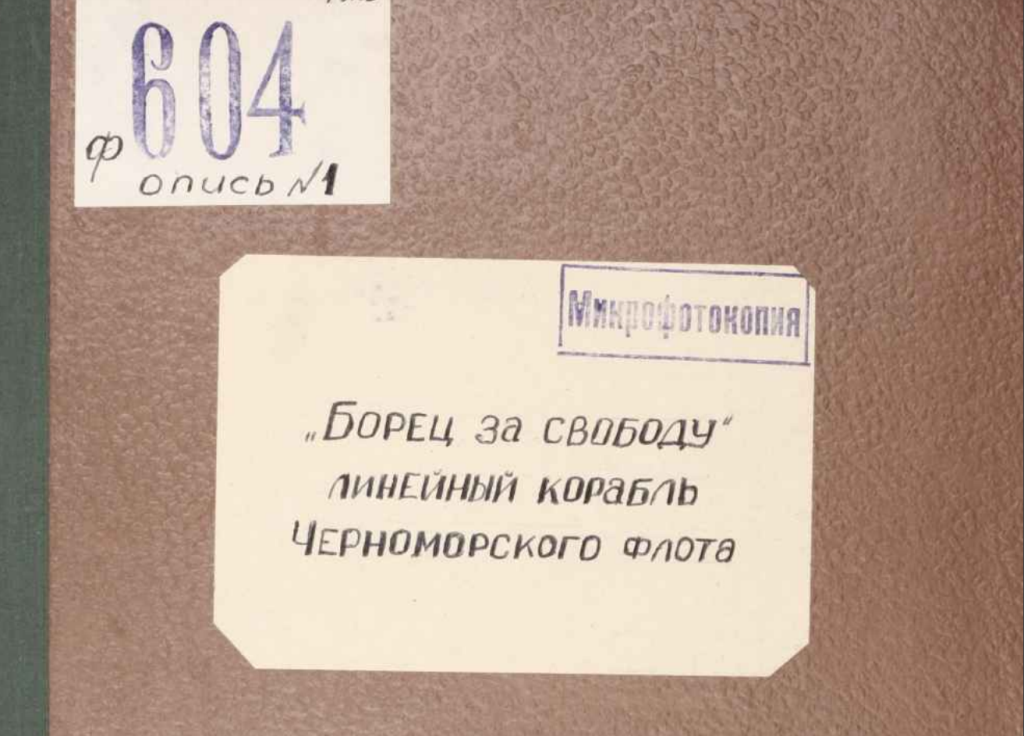 604
ф
опись №1
Микрофотокопия
„Борец за свободу“
линейный корабль
Черноморского флота